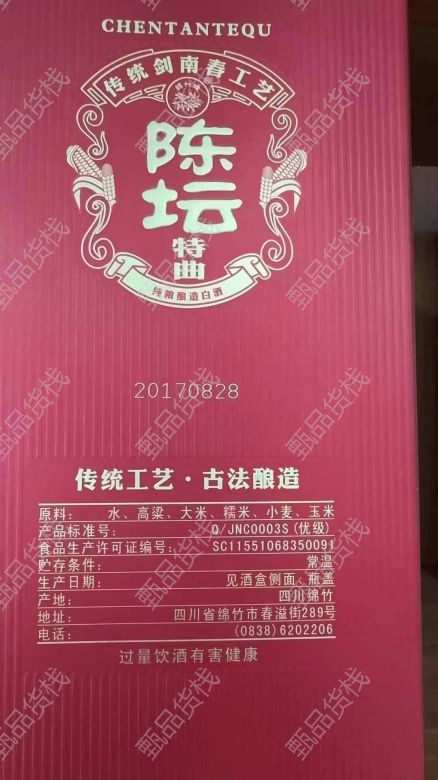 CHENTANTEQU
传统剑南春工艺
陈
坛
特
曲
纯粮酿造白酒
20170828
传统工艺·古法酿造
原料： 水、高粱、大米、糯米、小麦、玉米
产品标准号： Q/JNC0003S(优级)
食品生产许可证编号： SC11551068350091
贮存条件： 常温
生产日期： 见酒盒侧面、瓶盖
产地： 四川绵竹
地址： 四川省绵竹市春溢街289号
电话： (0838)6202206
过量饮酒有害健康
甄品货栈